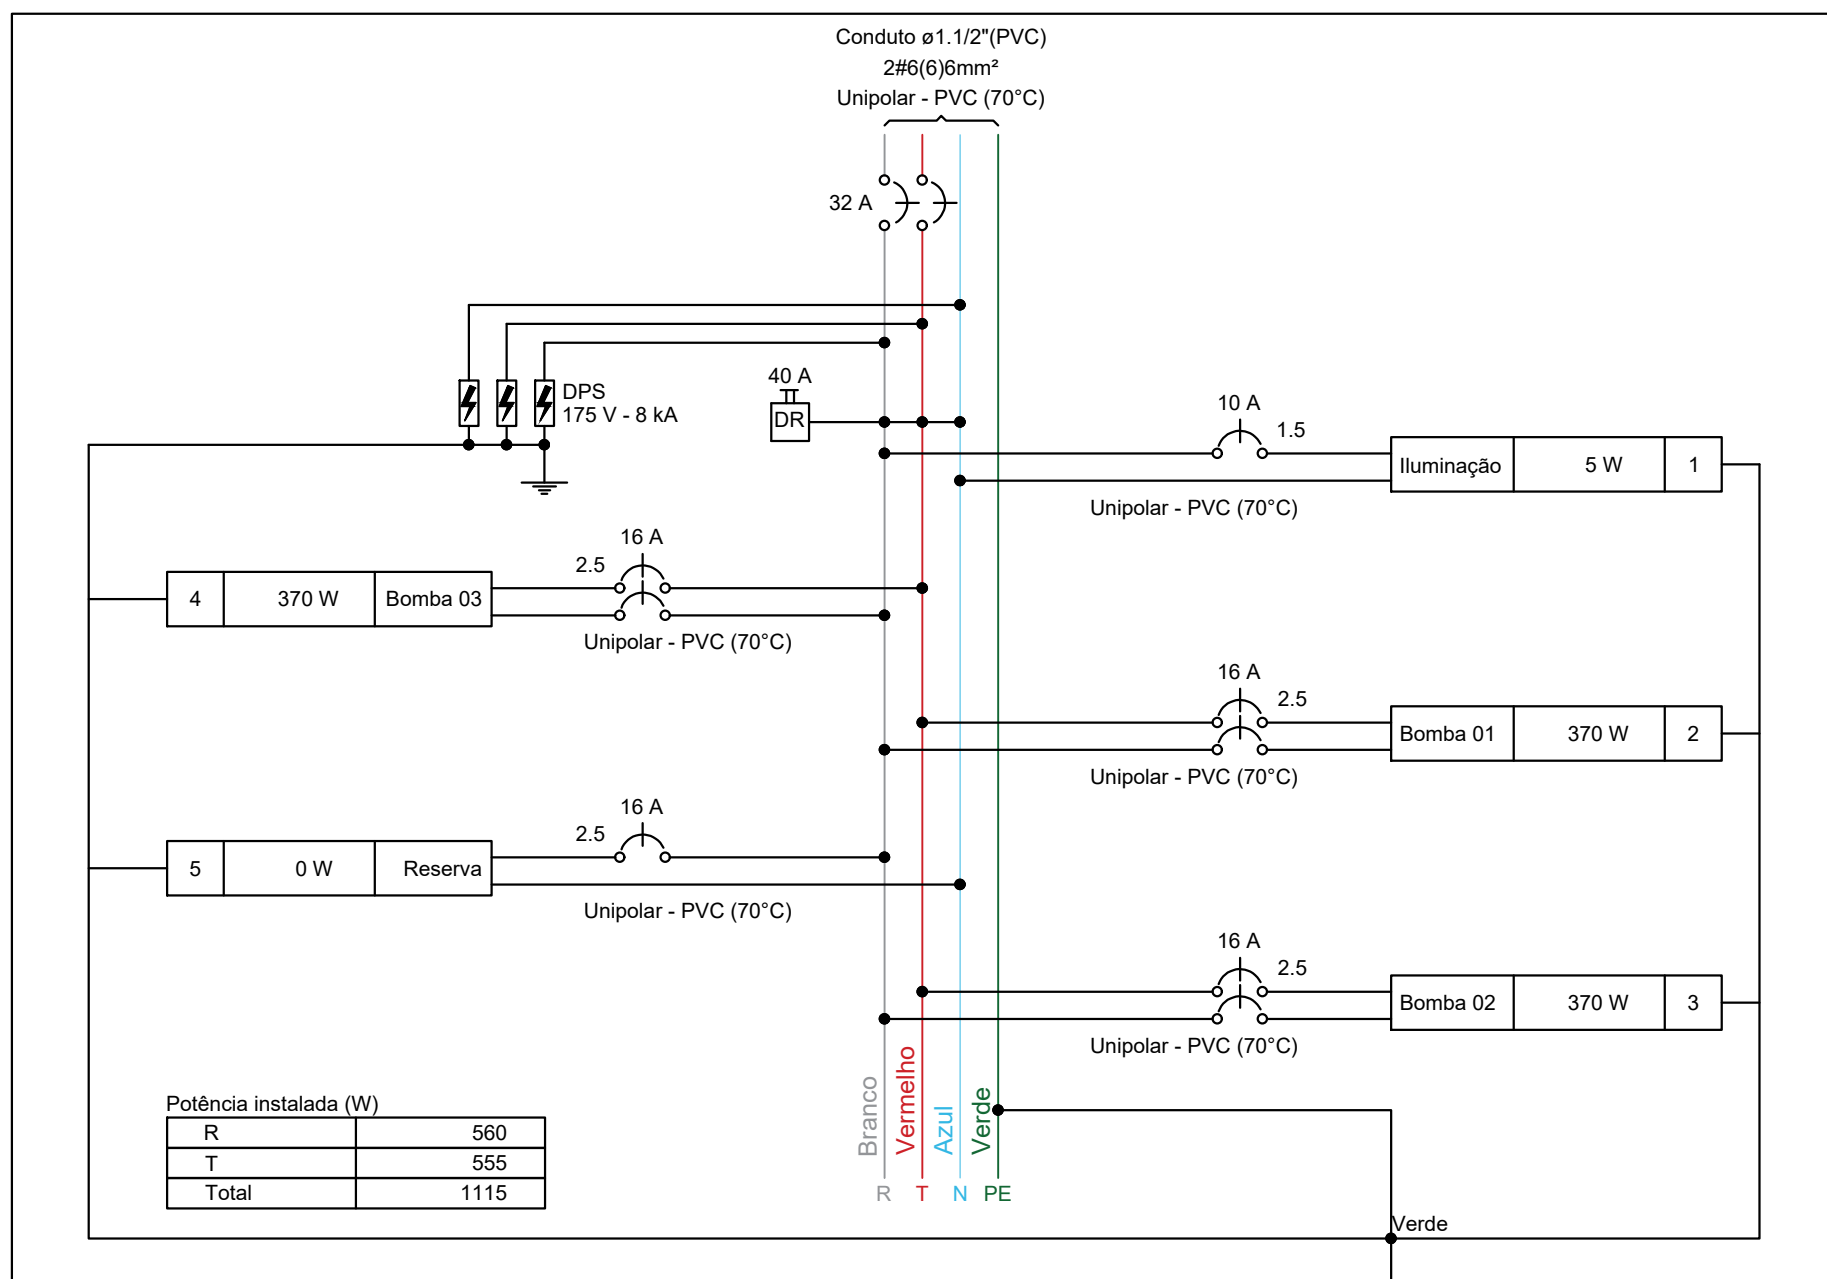 Conduto ø1.1/2"(PVC)
2#6(6)6mm²
Unipolar - PVC (70°C)
32 A
DPS
175 V - 8 kA
40 A
DR
10 A
1.5
Iluminação 5 W 1
Unipolar - PVC (70°C)
16 A
2.5
4 370 W Bomba 03
Unipolar - PVC (70°C)
16 A
2.5
Bomba 01 370 W 2
Unipolar - PVC (70°C)
16 A
2.5
5 0 W Reserva
Unipolar - PVC (70°C)
16 A
2.5
Bomba 02 370 W 3
Unipolar - PVC (70°C)
Potência instalada (W)
R 560
T 555
Total 1115
Branco
Vermelho
Azul
Verde
R T N PE
Verde